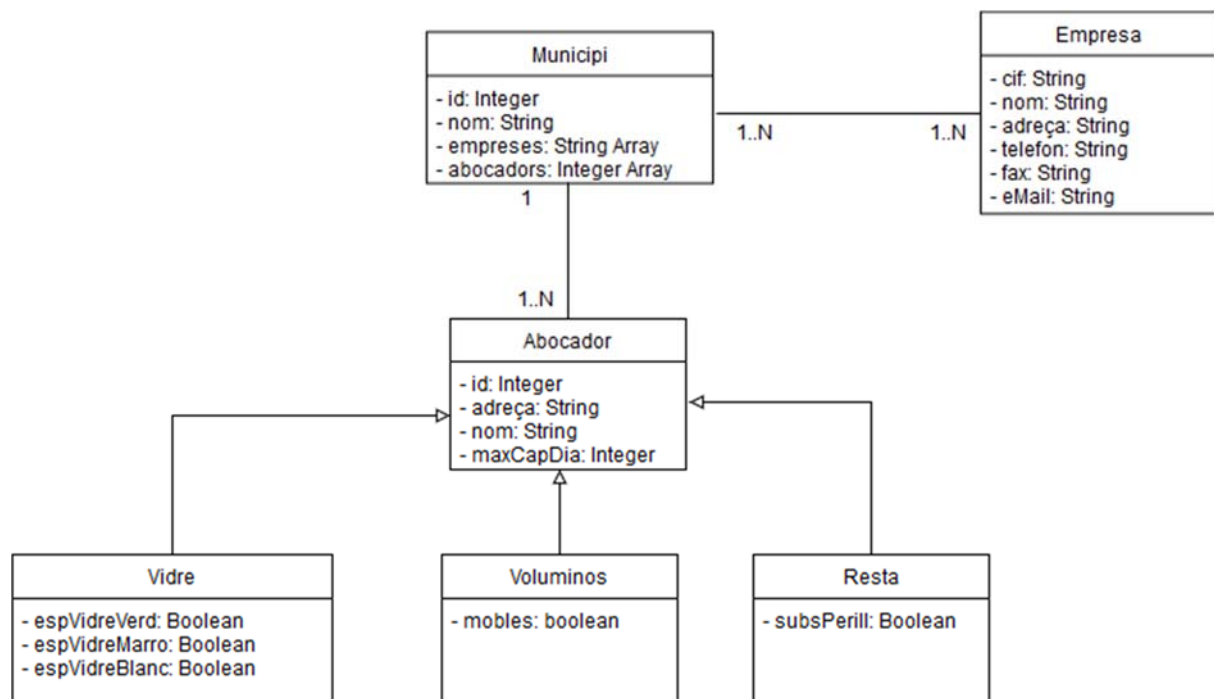 Municipi
- id: Integer
- nom: String
- empreses: String Array
- abocadors: Integer Array
Empresa
- cif: String
- nom: String
- adreça: String
- telefon: String
- fax: String
- eMail: String
1..N
1..N
1
1..N
Abocador
- id: Integer
- adreça: String
- nom: String
- maxCapDia: Integer
Vidre
- espVidreVerd: Boolean
- espVidreMarro: Boolean
- espVidreBlanc: Boolean
Voluminos
- mobles: boolean
Resta
- subsPerill: Boolean